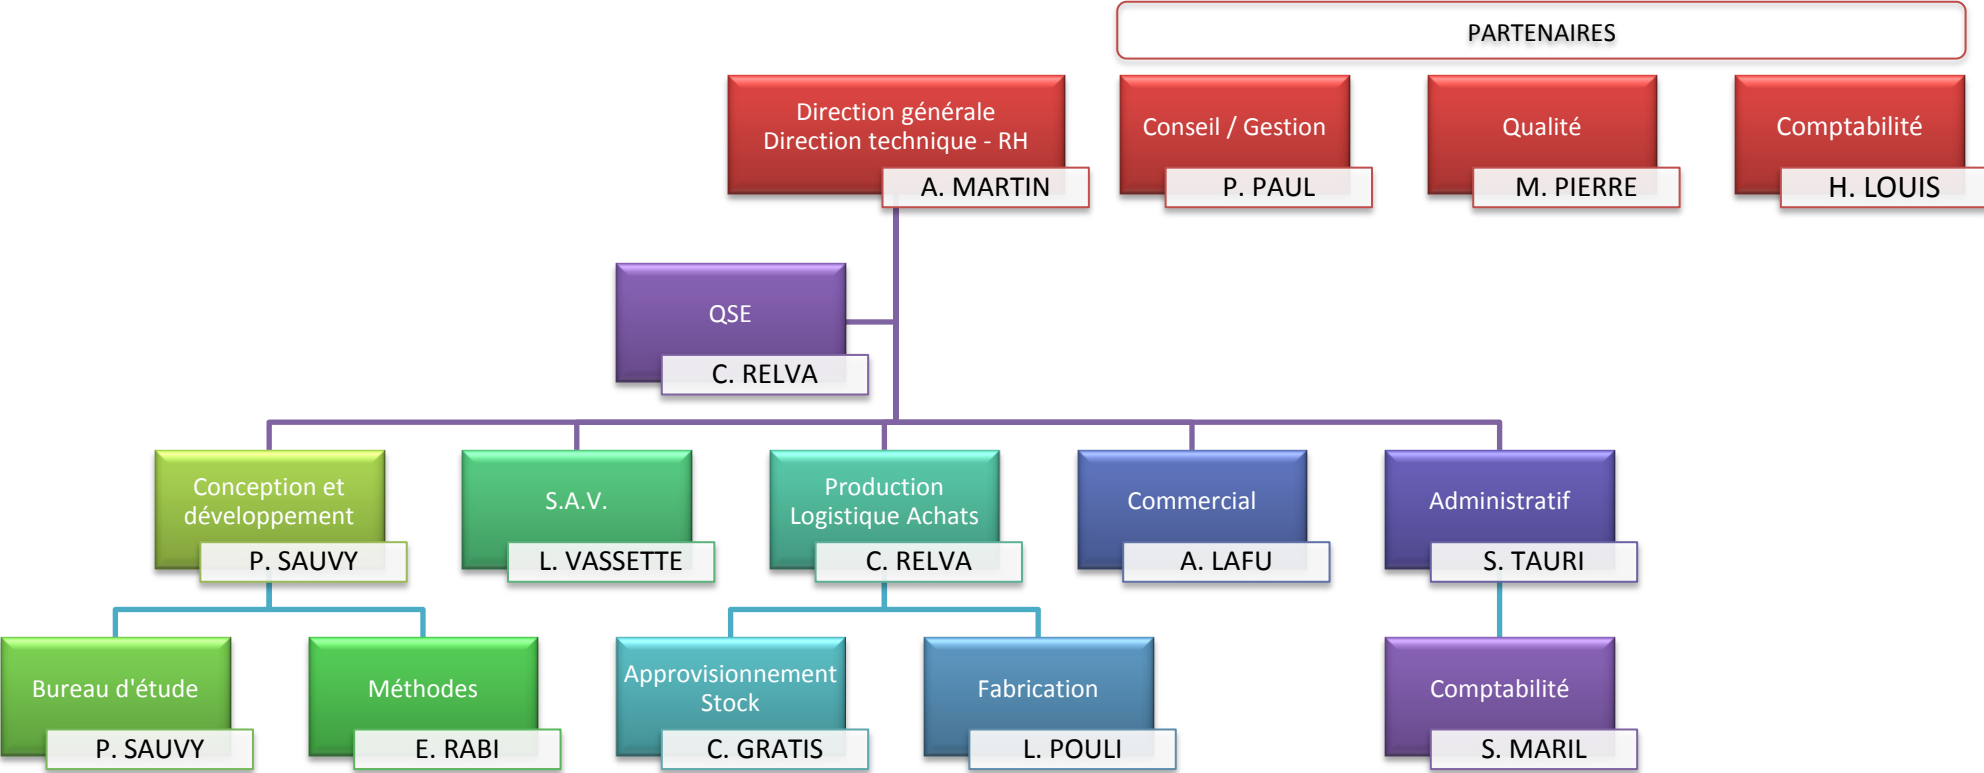 PARTENAIRES
Direction générale
Direction technique - RH
A. MARTIN
Conseil / Gestion
P. PAUL
Qualité
M. PIERRE
Comptabilité
H. LOUIS
QSE
C. RELVA
Conception et
développement
P. SAUVY
S.A.V.
L. VASSETTE
Production
Logistique Achats
C. RELVA
Commercial
A. LAFU
Administratif
S. TAURI
Bureau d'étude
P. SAUVY
Méthodes
E. RABI
Approvisionnement
Stock
C. GRATIS
Fabrication
L. POULI
Comptabilité
S. MARIL